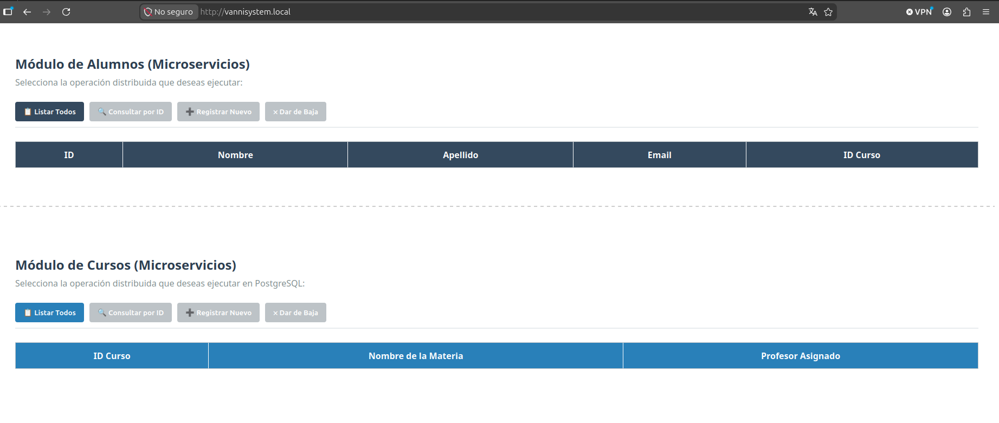 No seguro http://vannisystem.local VPN
Módulo de Alumnos (Microservicios)
Selecciona la operación distribuida que deseas ejecutar:
Listar Todos Consultar por ID Registrar Nuevo × Dar de Baja
ID Nombre Apellido Email ID Curso
Módulo de Cursos (Microservicios)
Selecciona la operación distribuida que deseas ejecutar en PostgreSQL:
Listar Todos Consultar por ID Registrar Nuevo × Dar de Baja
ID Curso Nombre de la Materia Profesor Asignado